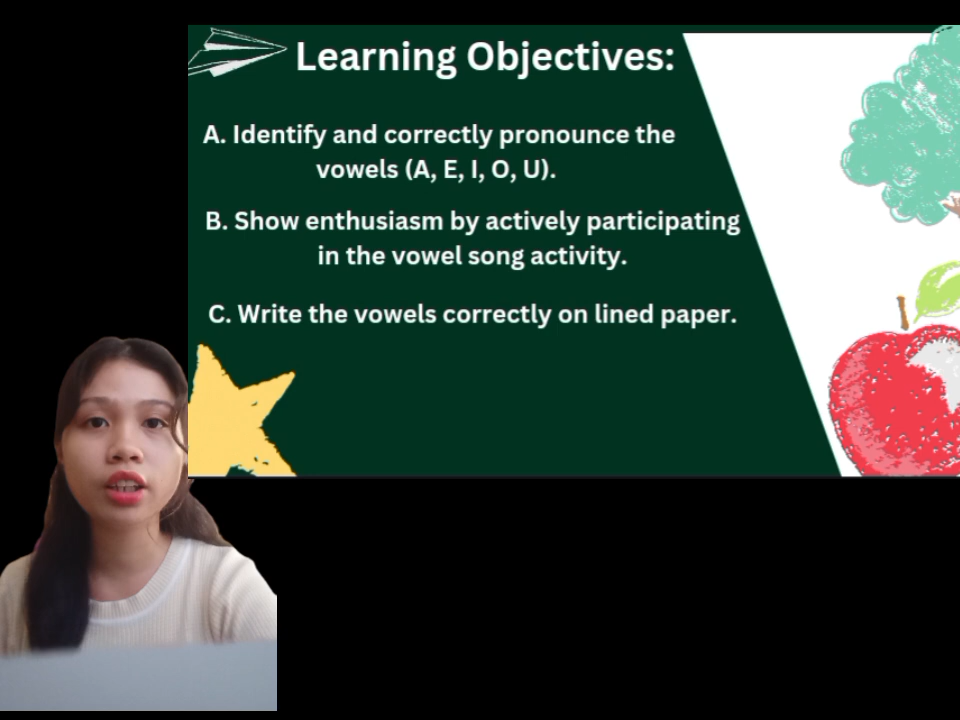 Learning Objectives:
A. Identify and correctly pronounce the
vowels (A, E, I, O, U).
B. Show enthusiasm by actively participating
in the vowel song activity.
C. Write the vowels correctly on lined paper.